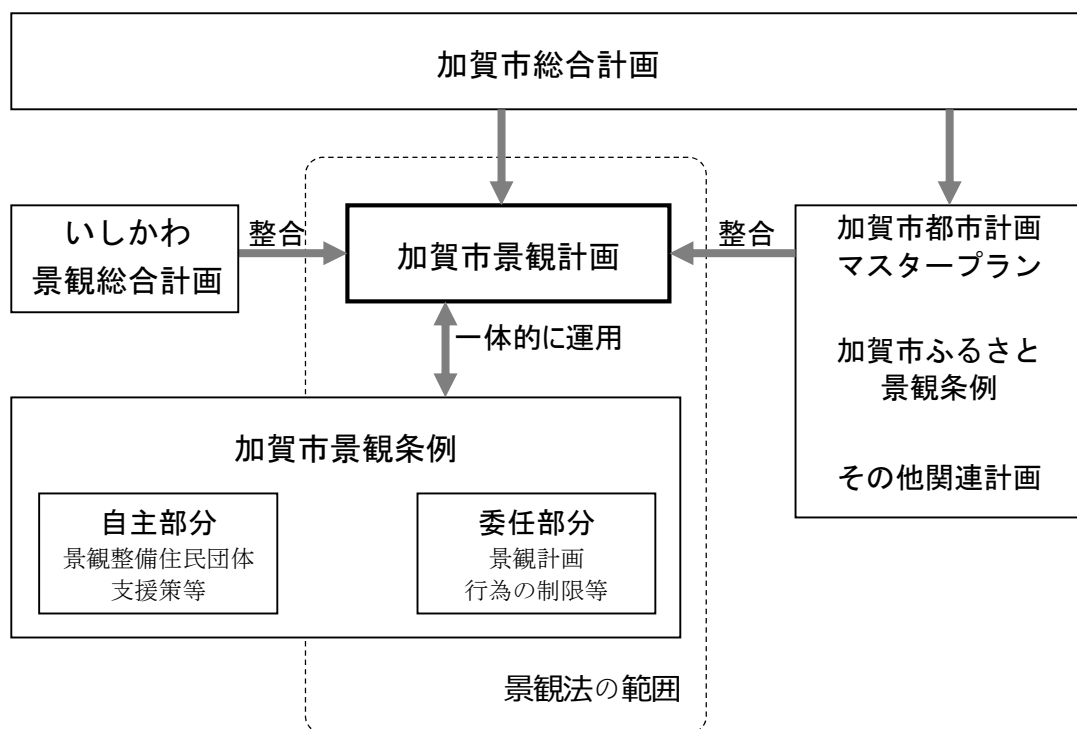 加賀市総合計画
いしかわ
景観総合計画
整合
加賀市景観計画
整合
加賀市都市計画
マスタープラン
加賀市ふるさと
景観条例
その他関連計画
一体的に運用
加賀市景観条例
自主部分
景観整備住民団体
支援策等
委任部分
景観計画
行為の制限等
景観法の範囲